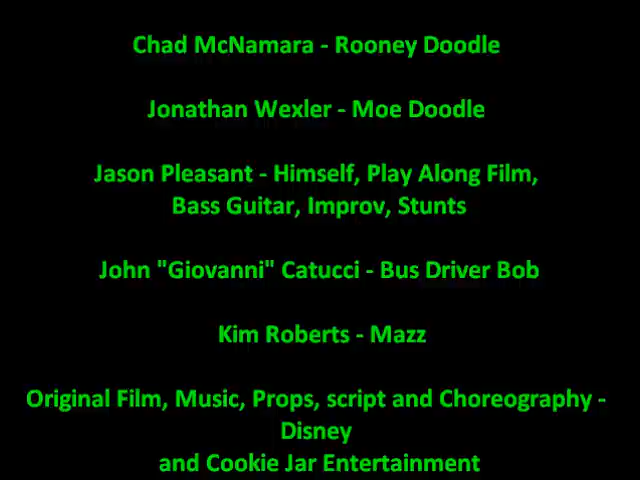 Chad McNamara - Rooney Doodle
Jonathan Wexler - Moe Doodle
Jason Pleasant - Himself, Play Along Film,
Bass Guitar, Improv, Stunts
John "Giovanni" Catucci - Bus Driver Bob
Kim Roberts - Mazz
Original Film, Music, Props, script and Choreography -
Disney
and Cookie Jar Entertainment